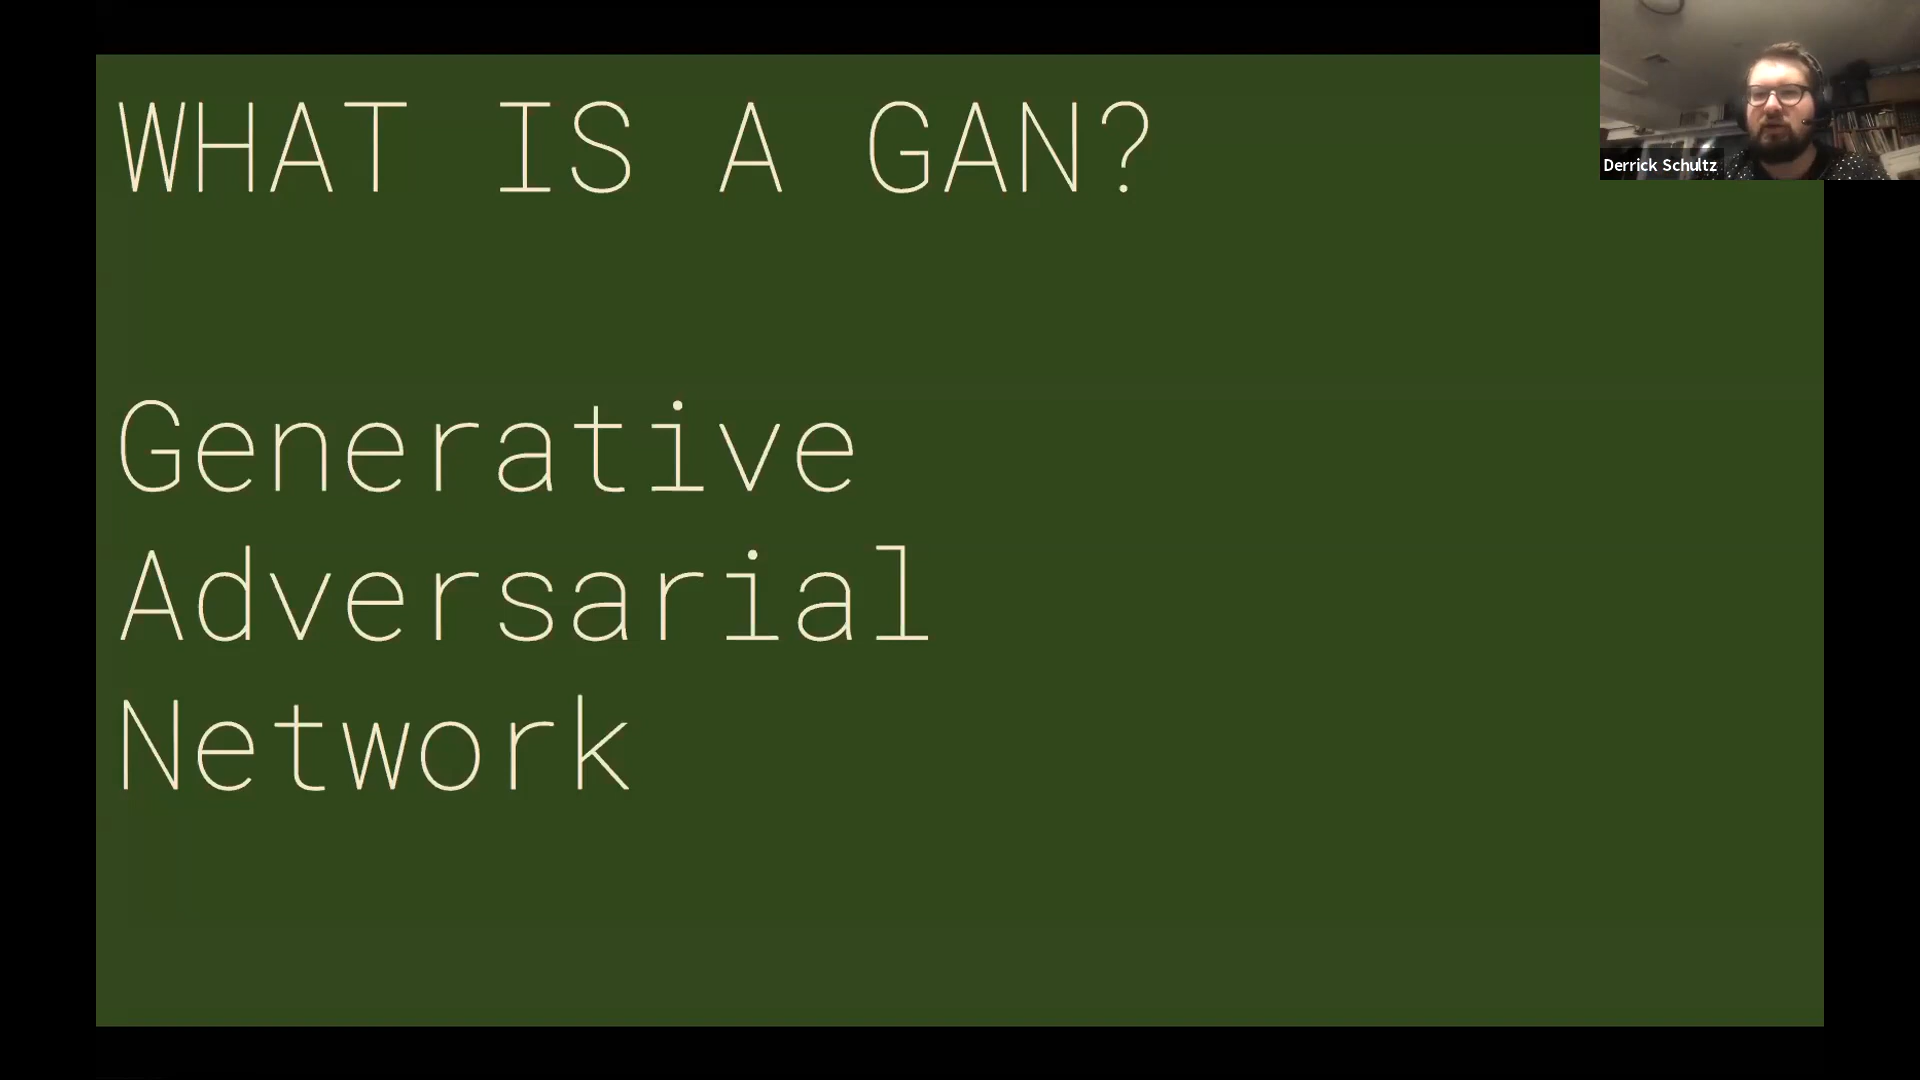 WHAT IS A GAN?
Generative
Adversarial
Network
Derrick Schultz